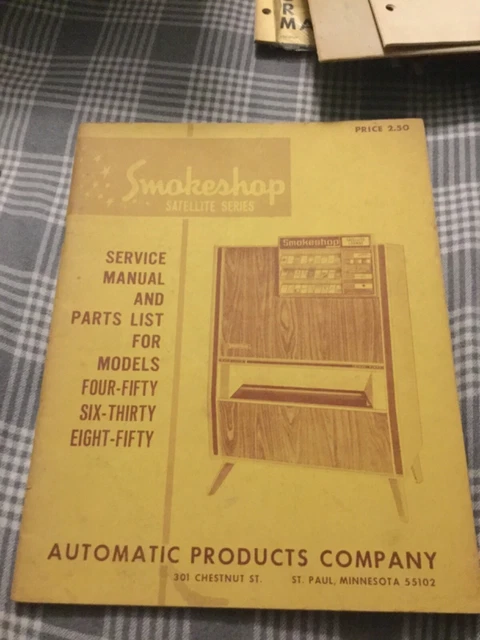 R
MA
PRICE 2.50
Smokeshop
SATELLITE SERIES
SERVICE
MANUAL
AND
PARTS LIST
FOR
MODELS
FOUR-FIFTY
SIX-THIRTY
EIGHT-FIFTY
Smokeshop
AUTOMATIC PRODUCTS COMPANY
301 CHESTNUT ST. ST. PAUL, MINNESOTA 55102